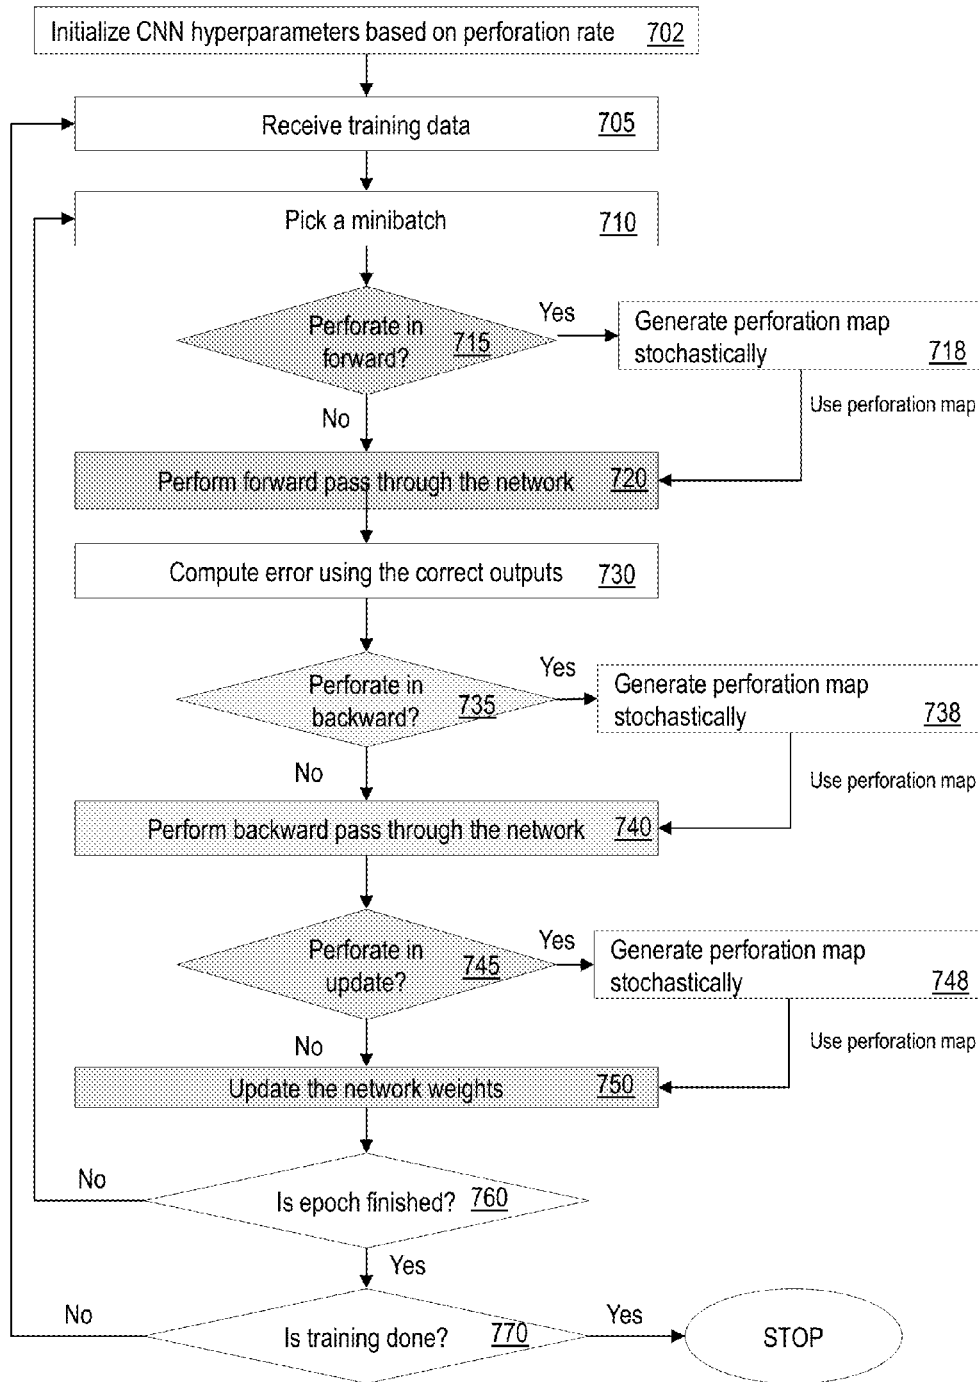 Initialize CNN hyperparameters based on perforation rate 702
Receive training data 705
Pick a minibatch 710
Perforate in
forward? 715
Yes
Generate perforation map
stochastically 718
No
Use perforation map
Perform forward pass through the network 720
Compute error using the correct outputs 730
Perforate in
backward? 735
Yes
Generate perforation map
stochastically 738
No
Use perforation map
Perform backward pass through the network 740
Perforate in
update? 745
Yes
Generate perforation map
stochastically 748
No
Use perforation map
Update the network weights 750
No
Is epoch finished? 760
Yes
No
Is training done? 770
Yes
STOP